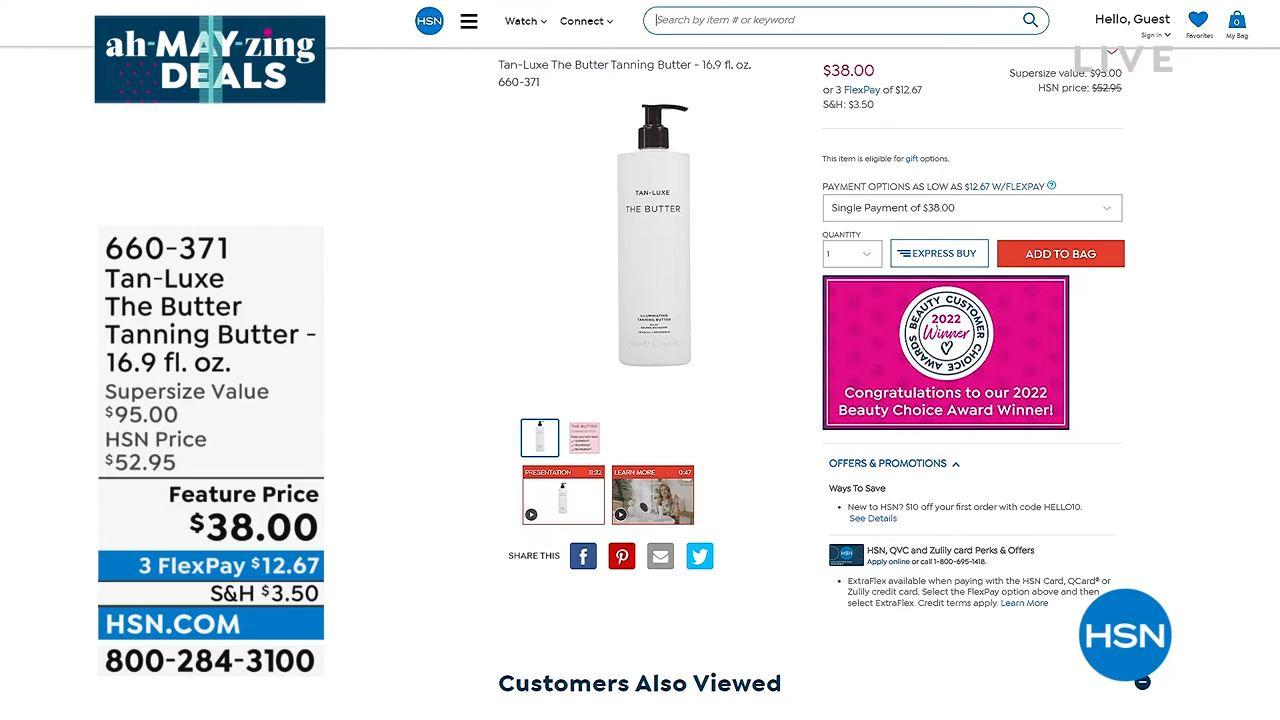 ah-MAY-zing
DEALS
HSN
Watch
Connect
Search by item # or keyword
Hello, Guest
Sign In
Favorites
0
My Bag
LIVE
Tan-Luxe The Butter Tanning Butter - 16.9 fl. oz.
660-371
$38.00
or 3 FlexPay of $12.67
S&H: $3.50
Supersize value: $95.00
HSN price: $52.95
This item is eligible for gift options.
PAYMENT OPTIONS AS LOW AS $12.67 W/FLEXPAY ?
Single Payment of $38.00
QUANTITY
1
EXPRESS BUY
ADD TO BAG
TAN-LUXE
THE BUTTER
ILLUMINATING
TANNING BUTTER
BEAUTY CUSTOMER CHOICE AWARDS
2022
Winner
Congratulations to our 2022
Beauty Choice Award Winner!
THE BUTTER
PRESENTATION 11:32
LEARN MORE 0:47
SHARE THIS
OFFERS & PROMOTIONS
Ways To Save
• New to HSN? $10 off your first order with code HELLO10.
See Details
HSN
HSN, QVC and Zulily card Perks & Offers
Apply online or call 1-800-695-1418.
• ExtraFlex available when paying with the HSN Card, QCard® or
Zulily credit card. Select the FlexPay option above and then
select ExtraFlex. Credit terms apply. Learn More
Customers Also Viewed
660-371
Tan-Luxe
The Butter
Tanning Butter -
16.9 fl. oz.
Supersize Value
$95.00
HSN Price
$52.95
Feature Price
$38.00
3 FlexPay $12.67
S&H $3.50
HSN.COM
800-284-3100
HSN